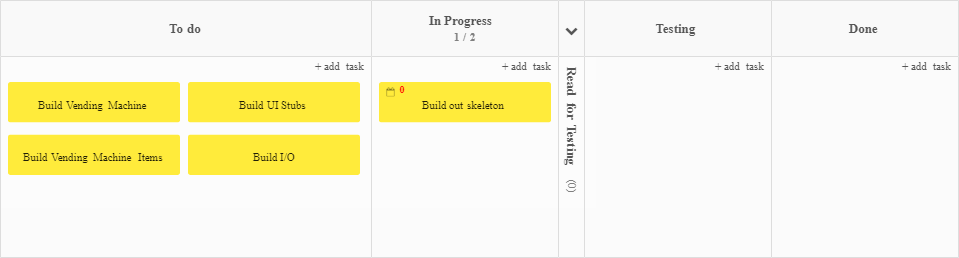 To do
In Progress
1 / 2
Testing
Done
+ add task
+ add task
+ add task
+ add task
Build Vending Machine
Build UI Stubs
0
Build out skeleton
Read for Testing (0)
Build Vending Machine Items
Build I/O